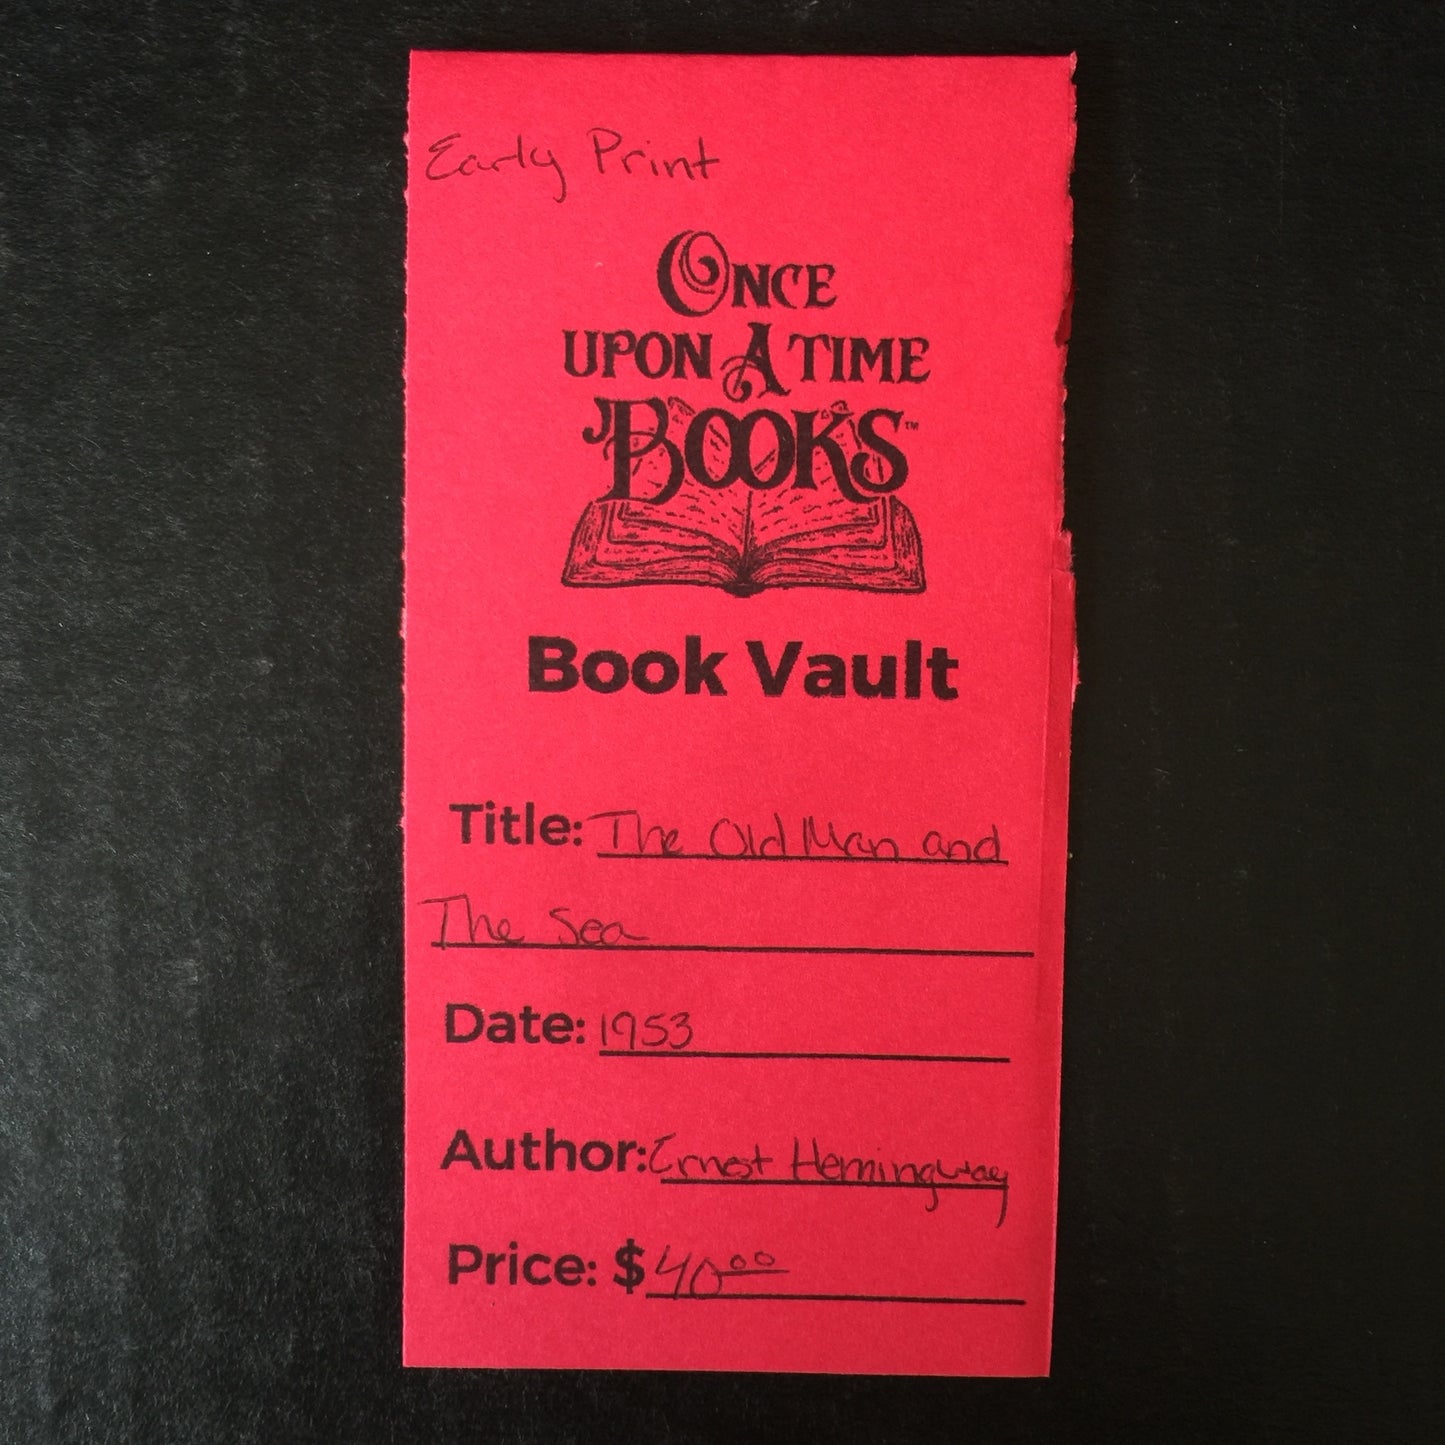 Early Print
ONCE
UPON A TIME
BOOKS™
Book Vault
Title: The Old Man and
The Sea
Date: 1953
Author: Ernest Hemingway
Price: $40.00